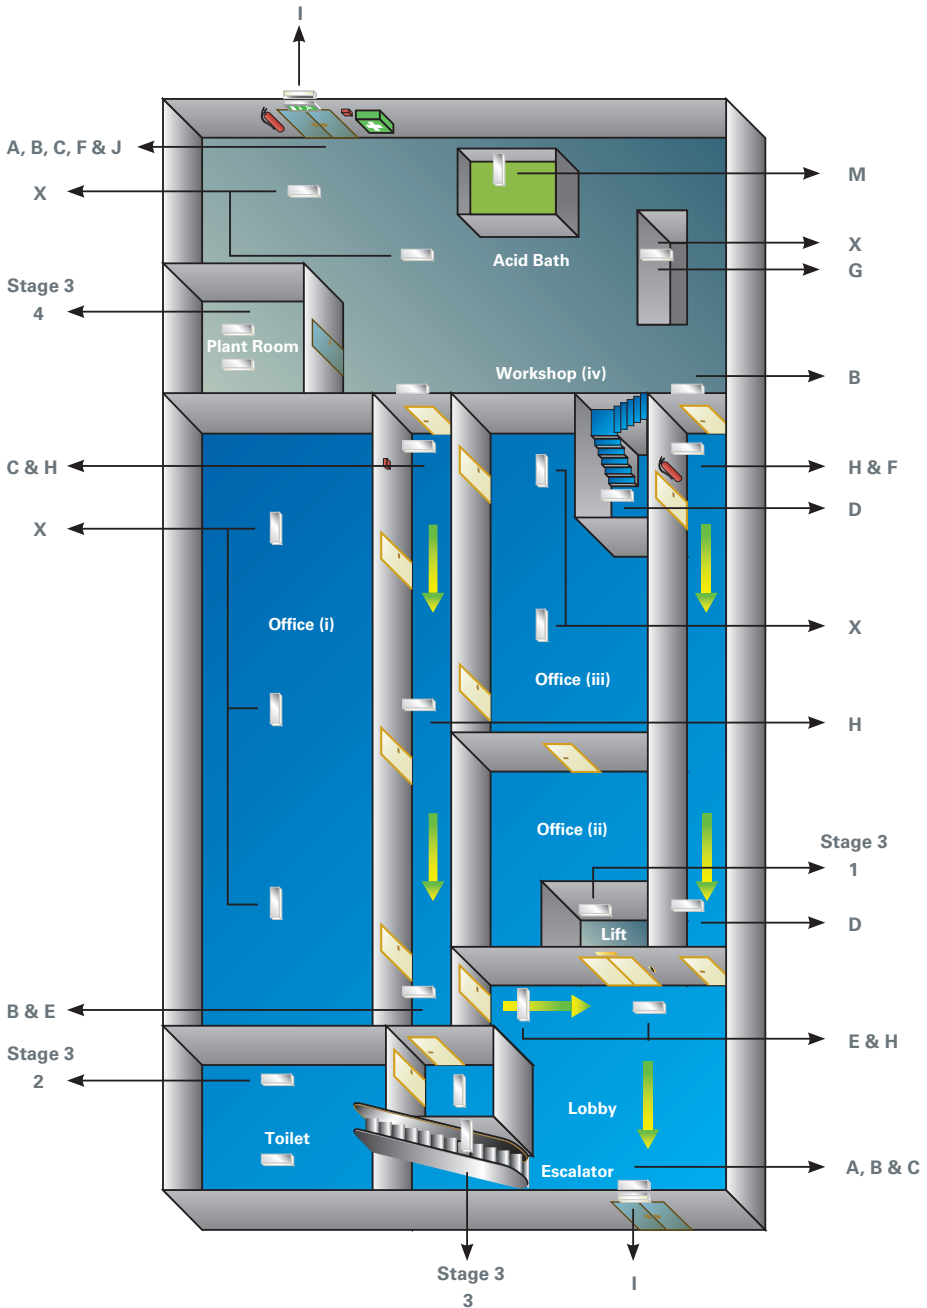 I
A, B, C, F & J
M
X
X
Acid Bath
G
Stage 3
4
Plant Room
Workshop (iv)
B
C & H
H & F
D
X
Office (i)
X
Office (iii)
H
Office (ii)
Stage 3
1
Lift
D
B & E
E & H
Stage 3
2
Lobby
Toilet
Escalator
A, B & C
Stage 3
3
I